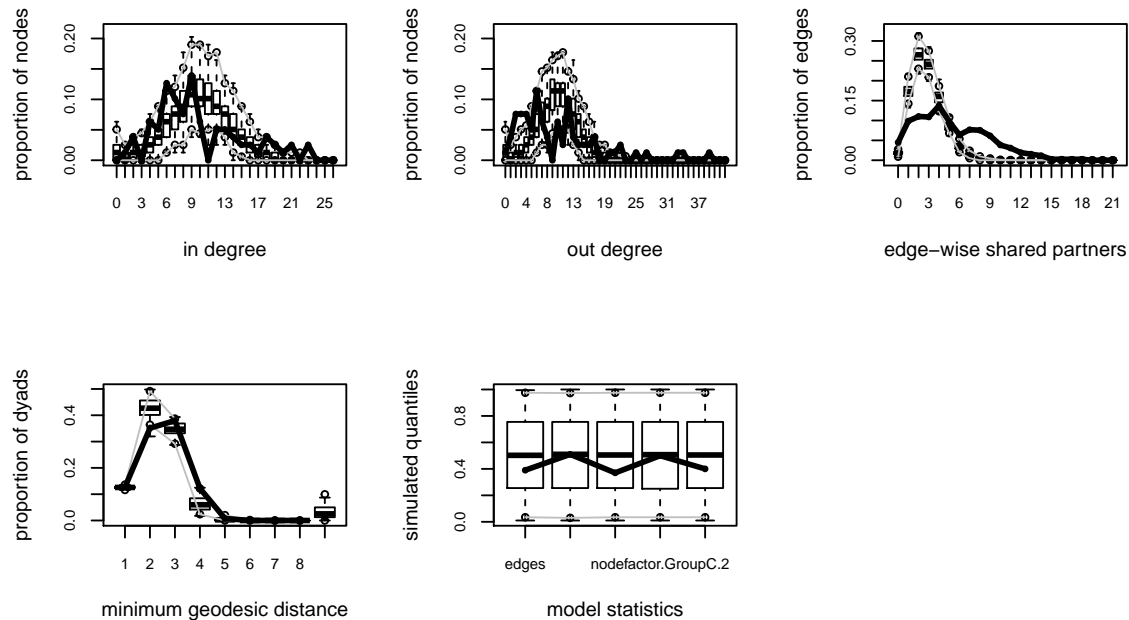 proportion of nodes
0.00 0.10 0.20
0 3 6 9 13 17 21 25
in degree
proportion of nodes
0.00 0.10 0.20
0 4 8 13 19 25 31 37
out degree
proportion of edges
0.00 0.15 0.30
0 3 6 9 12 15 18 21
edge−wise shared partners
proportion of dyads
0.0 0.2 0.4
1 2 3 4 5 6 7 8
minimum geodesic distance
simulated quantiles
0.0 0.4 0.8
edges nodefactor.GroupC.2
model statistics